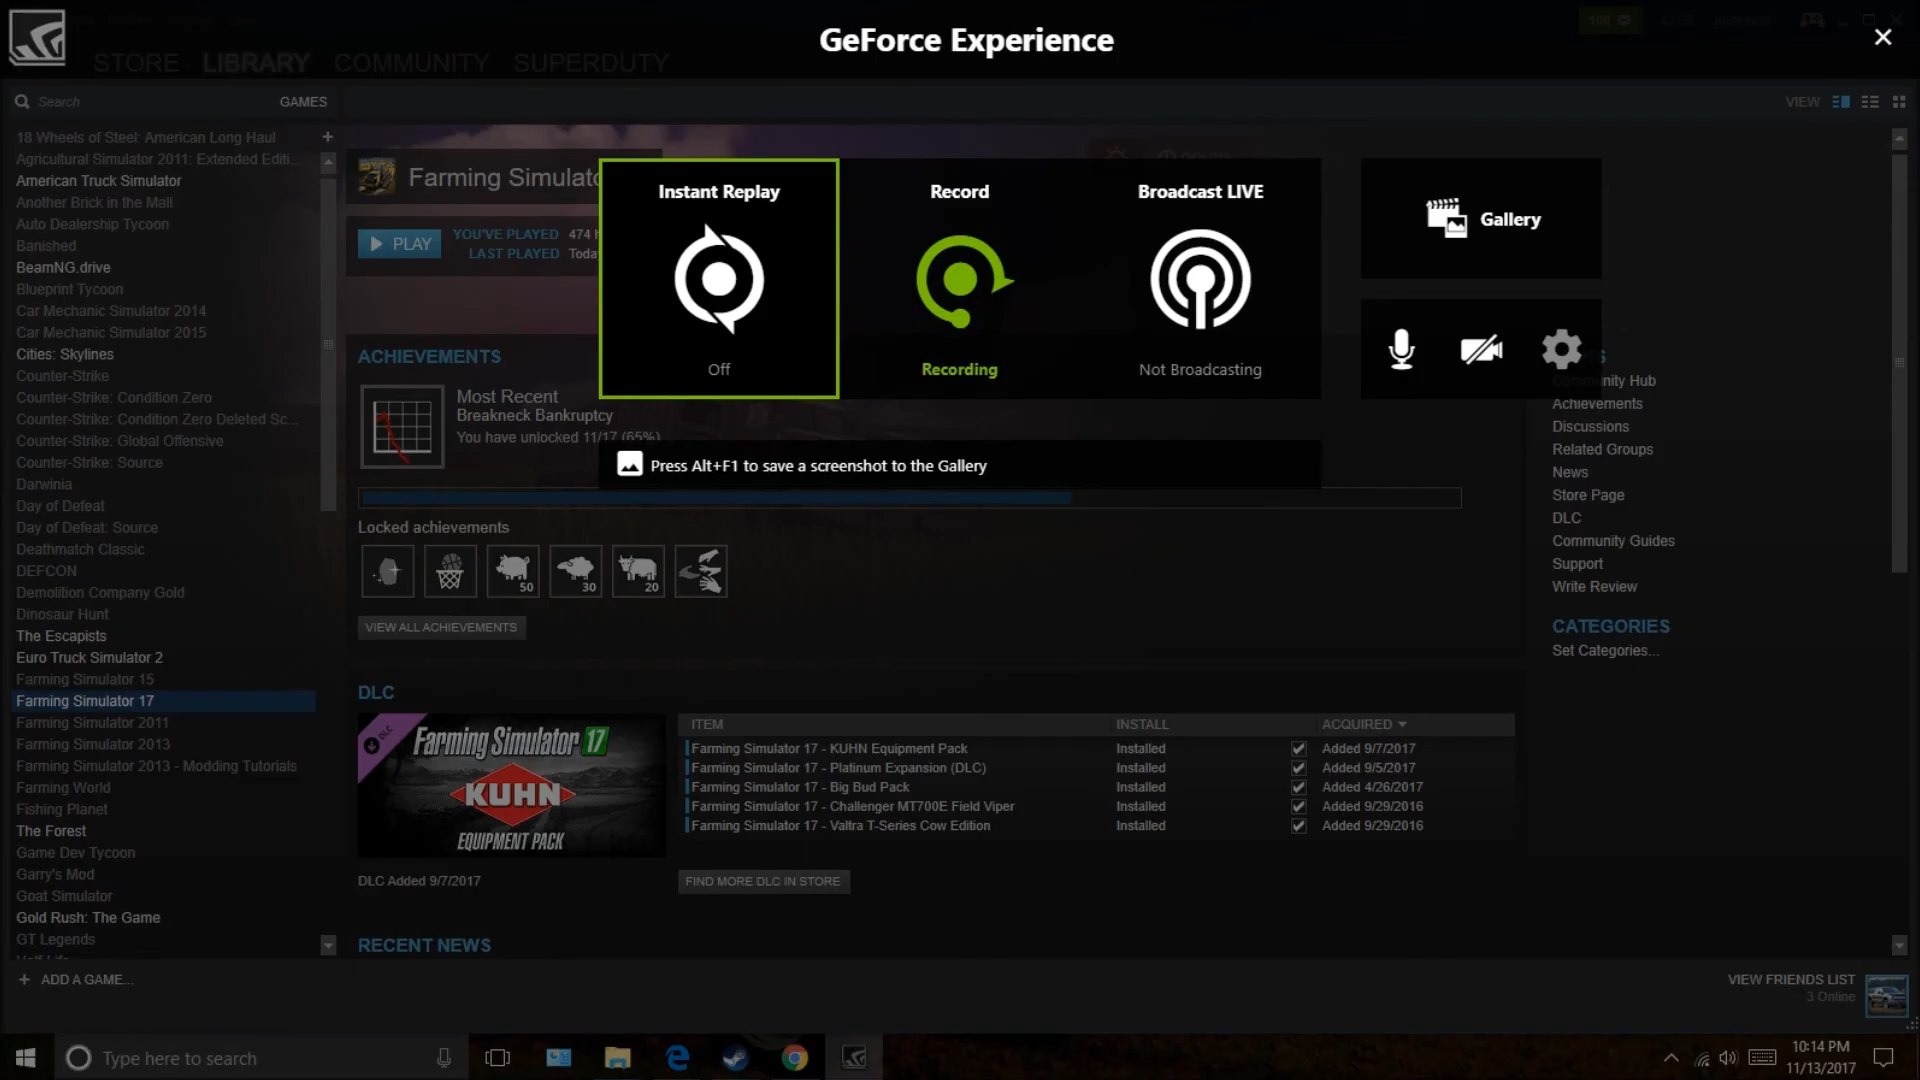 GeForce Experience
STORE LIBRARY COMMUNITY SUPERDUTY
Search GAMES
VIEW
18 Wheels of Steel: American Long Haul
Agricultural Simulator 2011: Extended Editi...
American Truck Simulator
Another Brick in the Mall
Auto Dealership Tycoon
Banished
BeamNG.drive
Blueprint Tycoon
Car Mechanic Simulator 2014
Car Mechanic Simulator 2015
Cities: Skylines
Counter-Strike
Counter-Strike: Condition Zero
Counter-Strike: Condition Zero Deleted Sc...
Counter-Strike: Global Offensive
Counter-Strike: Source
Darwinia
Day of Defeat
Day of Defeat: Source
Deathmatch Classic
DEFCON
Demolition Company Gold
Dinosaur Hunt
The Escapists
Euro Truck Simulator 2
Farming Simulator 15
Farming Simulator 17
Farming Simulator 2011
Farming Simulator 2013
Farming Simulator 2013 - Modding Tutorials
Farming World
Fishing Planet
The Forest
Game Dev Tycoon
Garry's Mod
Goat Simulator
Gold Rush: The Game
GT Legends
+ ADD A GAME...
Farming Simulato
PLAY
YOU'VE PLAYED 474
LAST PLAYED Today
Instant Replay
Off
Record
Recording
Broadcast LIVE
Not Broadcasting
Gallery
Press Alt+F1 to save a screenshot to the Gallery
ACHIEVEMENTS
Most Recent
Breakneck Bankruptcy
You have unlocked 11/17 (65%)
Locked achievements
50
30
20
VIEW ALL ACHIEVEMENTS
DLC
DLC
Farming Simulator 17
KUHN
EQUIPMENT PACK
DLC Added 9/7/2017
ITEM INSTALL ACQUIRED
Farming Simulator 17 - KUHN Equipment Pack Installed Added 9/7/2017
Farming Simulator 17 - Platinum Expansion (DLC) Installed Added 9/5/2017
Farming Simulator 17 - Big Bud Pack Installed Added 4/26/2017
Farming Simulator 17 - Challenger MT700E Field Viper Installed Added 9/29/2016
Farming Simulator 17 - Valtra T-Series Cow Edition Installed Added 9/29/2016
FIND MORE DLC IN STORE
RECENT NEWS
Community Hub
Achievements
Discussions
Related Groups
News
Store Page
DLC
Community Guides
Support
Write Review
CATEGORIES
Set Categories...
VIEW FRIENDS LIST
3 Online
Type here to search
10:14 PM
11/13/2017